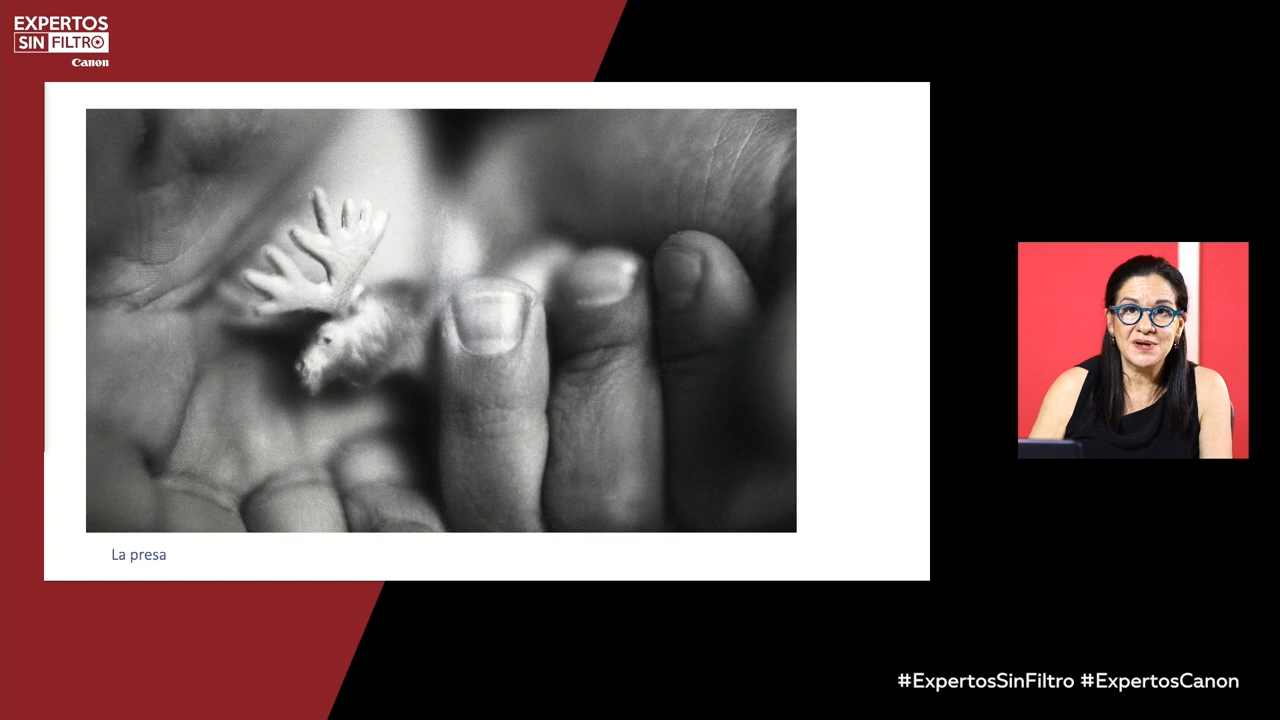 EXPERTOS
SIN FILTRO
Canon
La presa
#ExpertosSinFiltro #ExpertosCanon